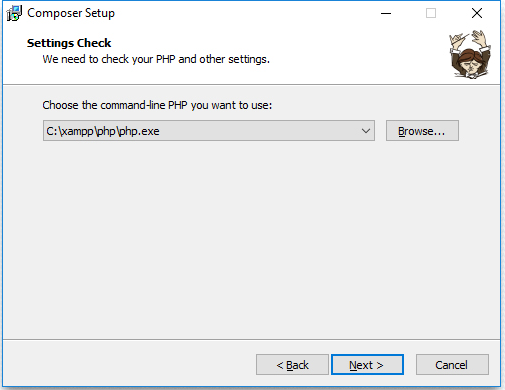 Composer Setup
Settings Check
We need to check your PHP and other settings.
Choose the command-line PHP you want to use:
C:\xampp\php\php.exe
Browse...
< Back
Next >
Cancel